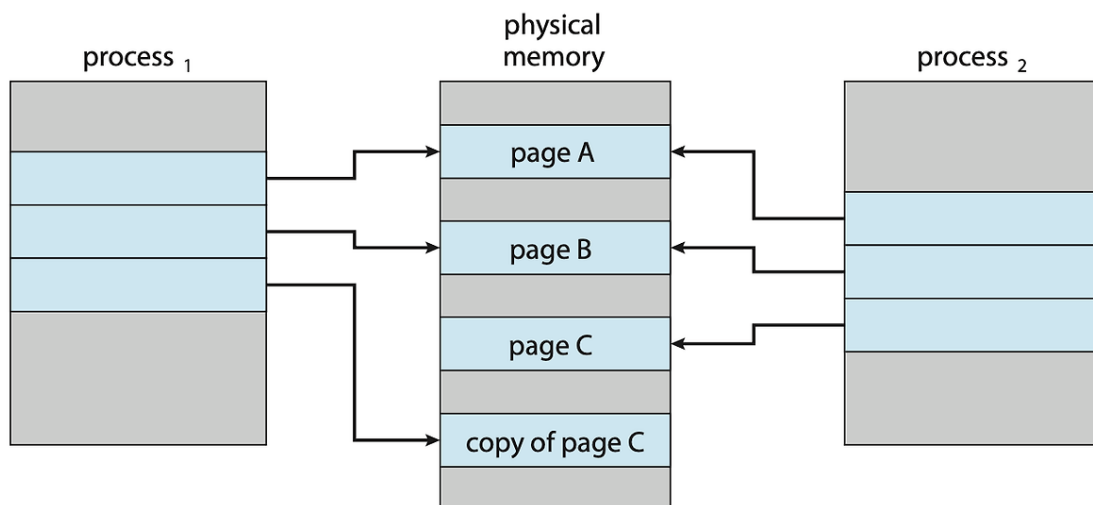 process 1
physical
memory
process 2
page A
page B
page C
copy of page C